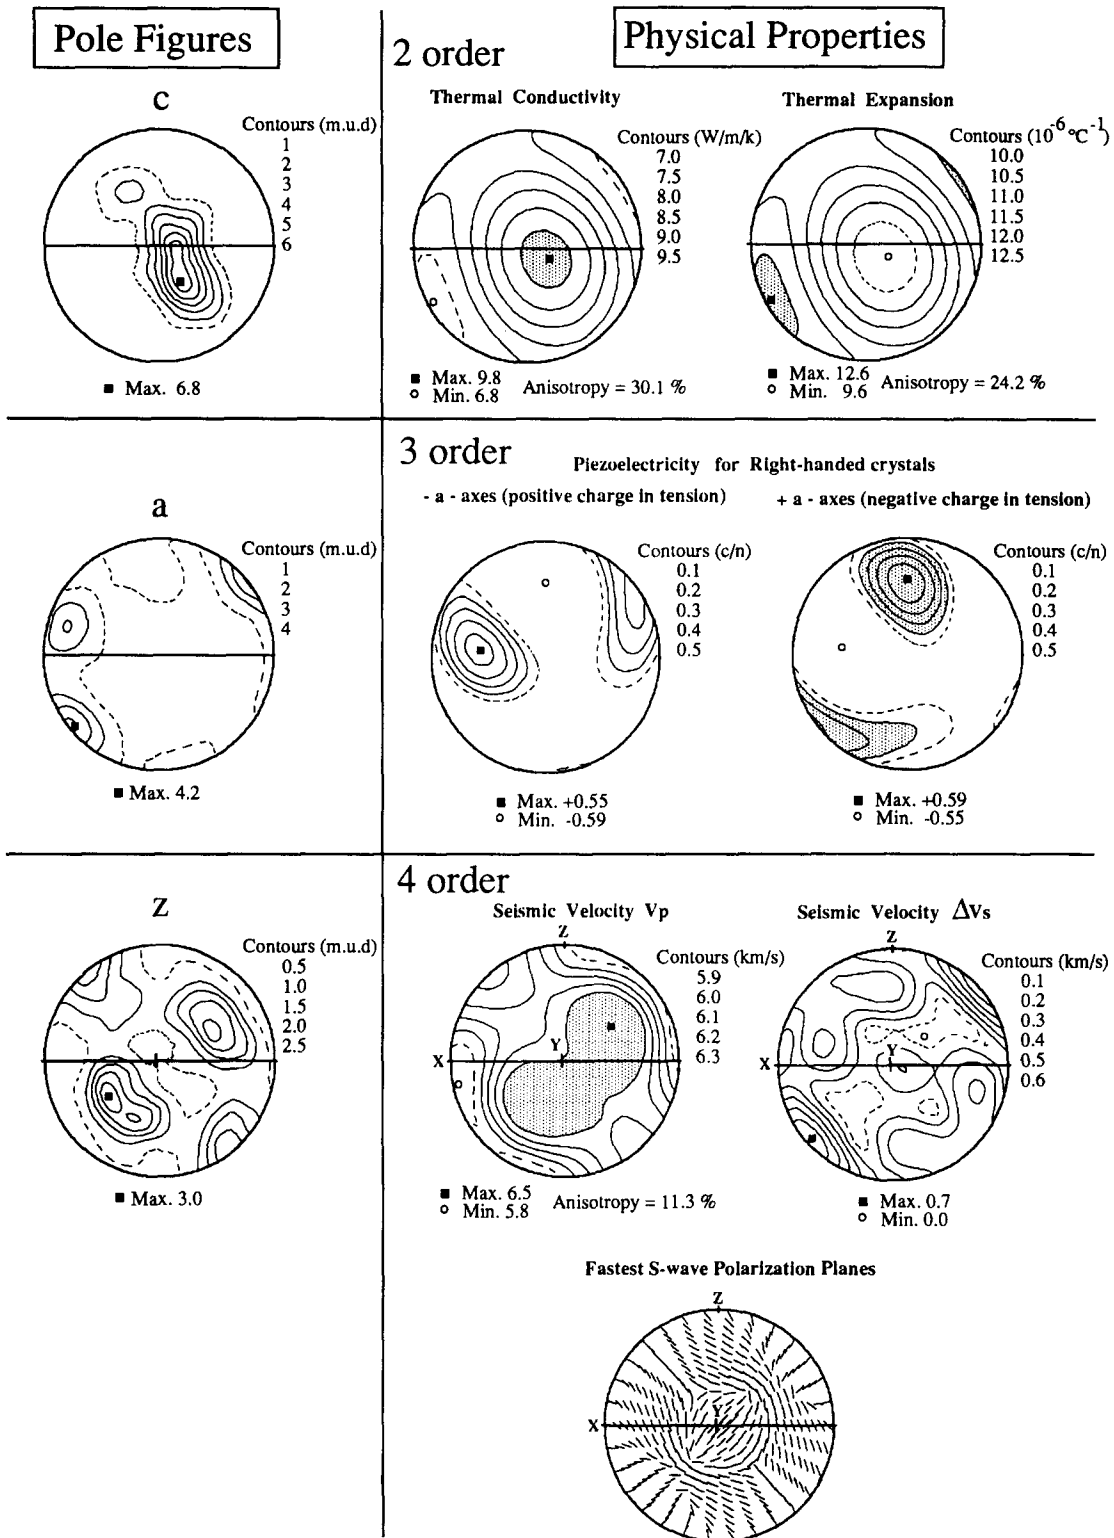 Pole Figures
Physical Properties
c
Contours (m.u.d)
1
2
3
4
5
6
■ Max. 6.8
2 order
Thermal Conductivity
Contours (W/m/k)
7.0
7.5
8.0
8.5
9.0
9.5
■ Max. 9.8
○ Min. 6.8
Anisotropy = 30.1 %
Thermal Expansion
Contours (10⁻⁶ °C⁻¹)
10.0
10.5
11.0
11.5
12.0
12.5
■ Max. 12.6
○ Min. 9.6
Anisotropy = 24.2 %
a
Contours (m.u.d)
1
2
3
4
■ Max. 4.2
3 order
Piezoelectricity for Right-handed crystals
- a - axes (positive charge in tension)
Contours (c/n)
0.1
0.2
0.3
0.4
0.5
■ Max. +0.55
○ Min. -0.59
+ a - axes (negative charge in tension)
Contours (c/n)
0.1
0.2
0.3
0.4
0.5
■ Max. +0.59
○ Min. -0.55
z
Contours (m.u.d)
0.5
1.0
1.5
2.0
2.5
■ Max. 3.0
4 order
Seismic Velocity Vp
Z
Y
X
Contours (km/s)
5.9
6.0
6.1
6.2
6.3
■ Max. 6.5
○ Min. 5.8
Anisotropy = 11.3 %
Seismic Velocity ΔVs
Z
Y
X
Contours (km/s)
0.1
0.2
0.3
0.4
0.5
0.6
■ Max. 0.7
○ Min. 0.0
Fastest S-wave Polarization Planes
Z
Y
X